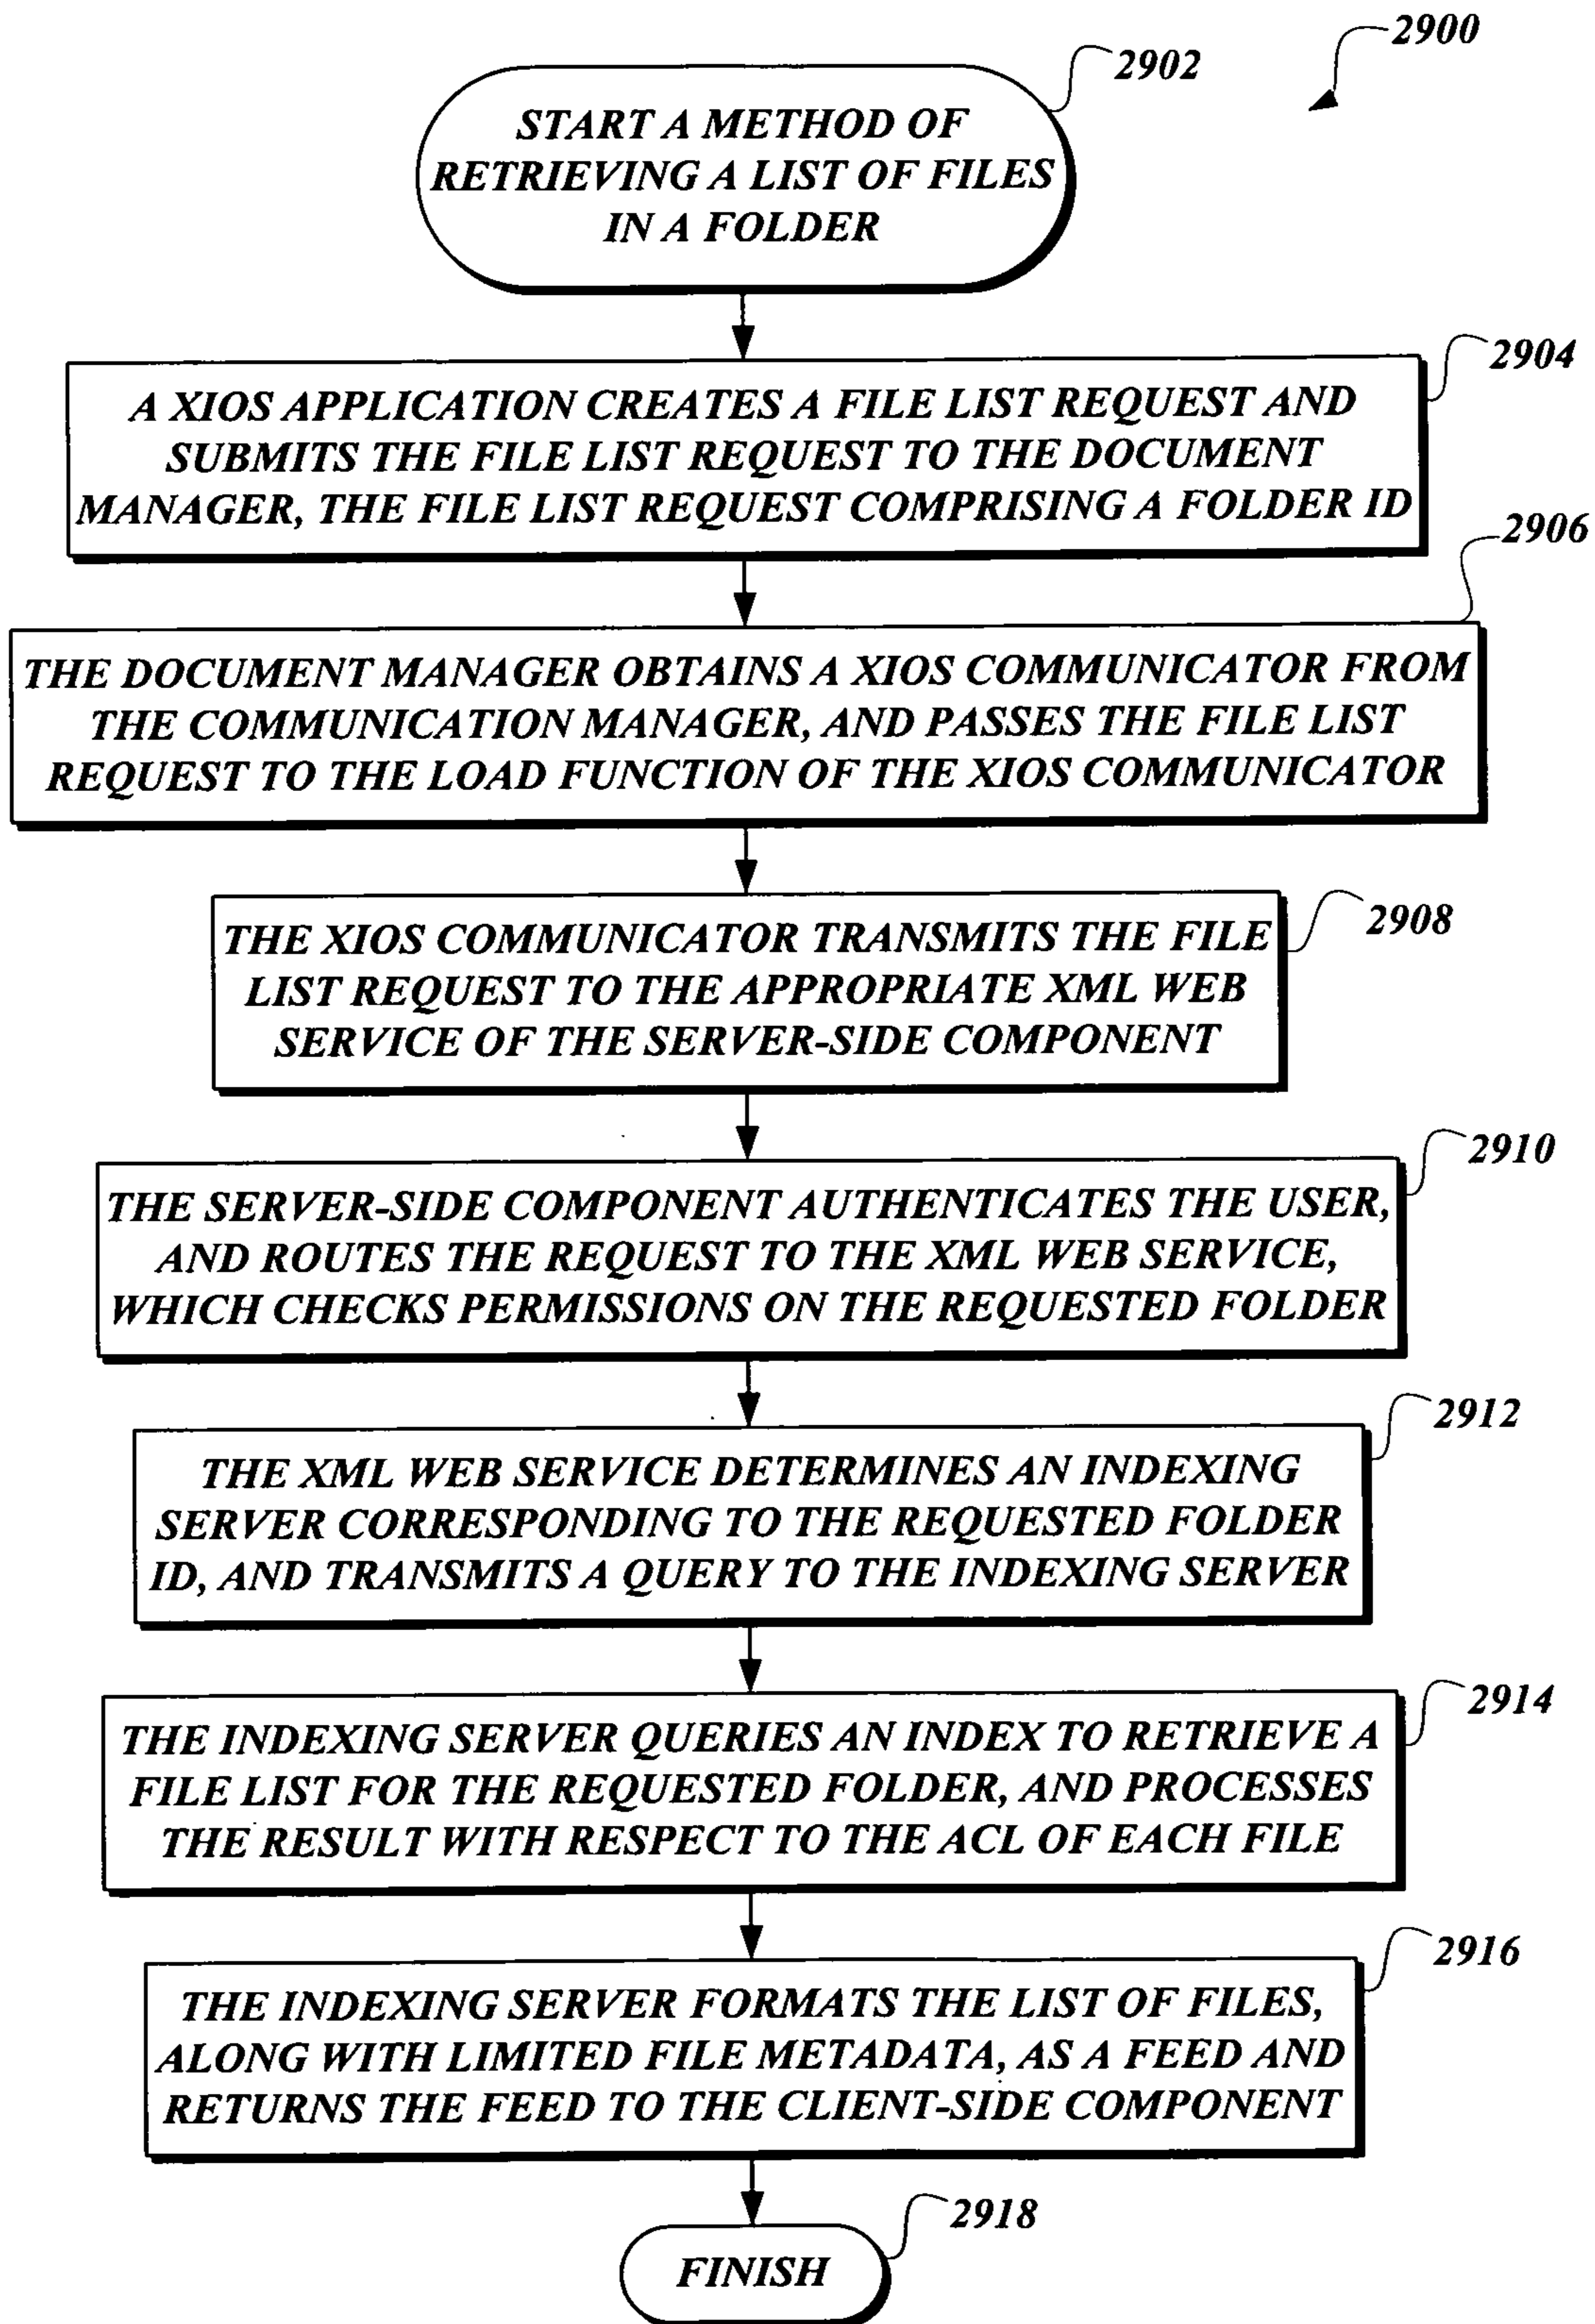 2900
2902
START A METHOD OF
RETRIEVING A LIST OF FILES
IN A FOLDER
2904
A XIOS APPLICATION CREATES A FILE LIST REQUEST AND
SUBMITS THE FILE LIST REQUEST TO THE DOCUMENT
MANAGER, THE FILE LIST REQUEST COMPRISING A FOLDER ID
2906
THE DOCUMENT MANAGER OBTAINS A XIOS COMMUNICATOR FROM
THE COMMUNICATION MANAGER, AND PASSES THE FILE LIST
REQUEST TO THE LOAD FUNCTION OF THE XIOS COMMUNICATOR
2908
THE XIOS COMMUNICATOR TRANSMITS THE FILE
LIST REQUEST TO THE APPROPRIATE XML WEB
SERVICE OF THE SERVER-SIDE COMPONENT
2910
THE SERVER-SIDE COMPONENT AUTHENTICATES THE USER,
AND ROUTES THE REQUEST TO THE XML WEB SERVICE,
WHICH CHECKS PERMISSIONS ON THE REQUESTED FOLDER
2912
THE XML WEB SERVICE DETERMINES AN INDEXING
SERVER CORRESPONDING TO THE REQUESTED FOLDER
ID, AND TRANSMITS A QUERY TO THE INDEXING SERVER
2914
THE INDEXING SERVER QUERIES AN INDEX TO RETRIEVE A
FILE LIST FOR THE REQUESTED FOLDER, AND PROCESSES
THE RESULT WITH RESPECT TO THE ACL OF EACH FILE
2916
THE INDEXING SERVER FORMATS THE LIST OF FILES,
ALONG WITH LIMITED FILE METADATA, AS A FEED AND
RETURNS THE FEED TO THE CLIENT-SIDE COMPONENT
2918
FINISH